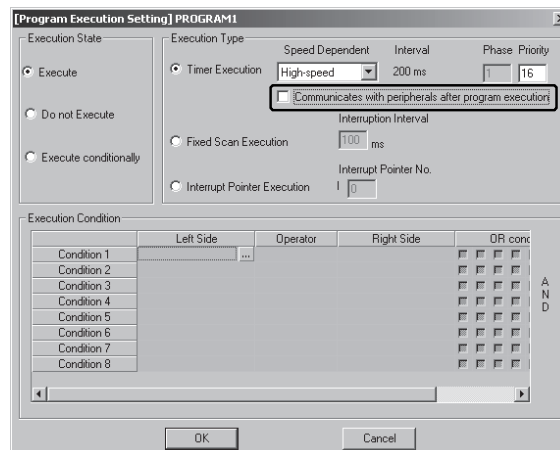 [Program Execution Setting] PROGRAM1
Execution State
Execute
Do not Execute
Execute conditionally
Execution Type
Speed Dependent Interval Phase Priority
Timer Execution High-speed 200 ms 1 16
Communicates with peripherals after program execution
Interruption Interval
Fixed Scan Execution 100 ms
Interrupt Pointer No.
Interrupt Pointer Execution I 0
Execution Condition
Left Side Operator Right Side OR cond
Condition 1 ...
Condition 2
Condition 3
Condition 4
Condition 5
Condition 6
Condition 7
Condition 8
A
N
D
OK Cancel